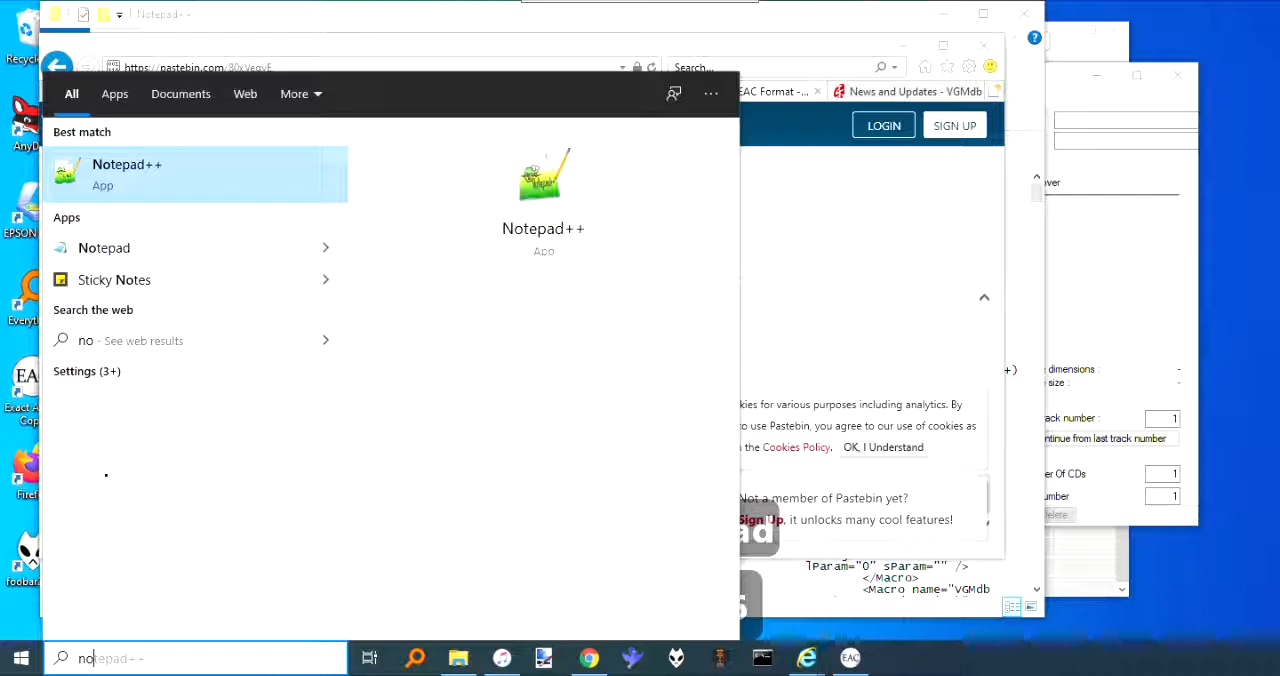 Notepad++
Recycle
https://pastebin.com/80xVeqvE
Search...
EAC Format -...
News and Updates - VGMdb
All
Apps
Documents
Web
More
LOGIN
SIGN UP
Best match
Notepad++
App
Notepad++
App
Apps
Notepad
Sticky Notes
Search the web
no - See web results
Settings (3+)
AnyD
EPSON
Everyt
Exact A
Cop
Firef
foobar
EAC
over
+)
e dimensions :
-
e size :
-
rack number :
1
ntinue from last track number
er Of CDs
1
umber
1
elete
kies for various purposes including analytics. By
to use Pastebin, you agree to our use of cookies as
n the Cookies Policy.
OK, I Understand
Not a member of Pastebin yet?
Sign Up, it unlocks many cool features!
ad
lParam="0" sParam="" />
</Macro>
<Macro name="VGMdb
notepad++
EAC